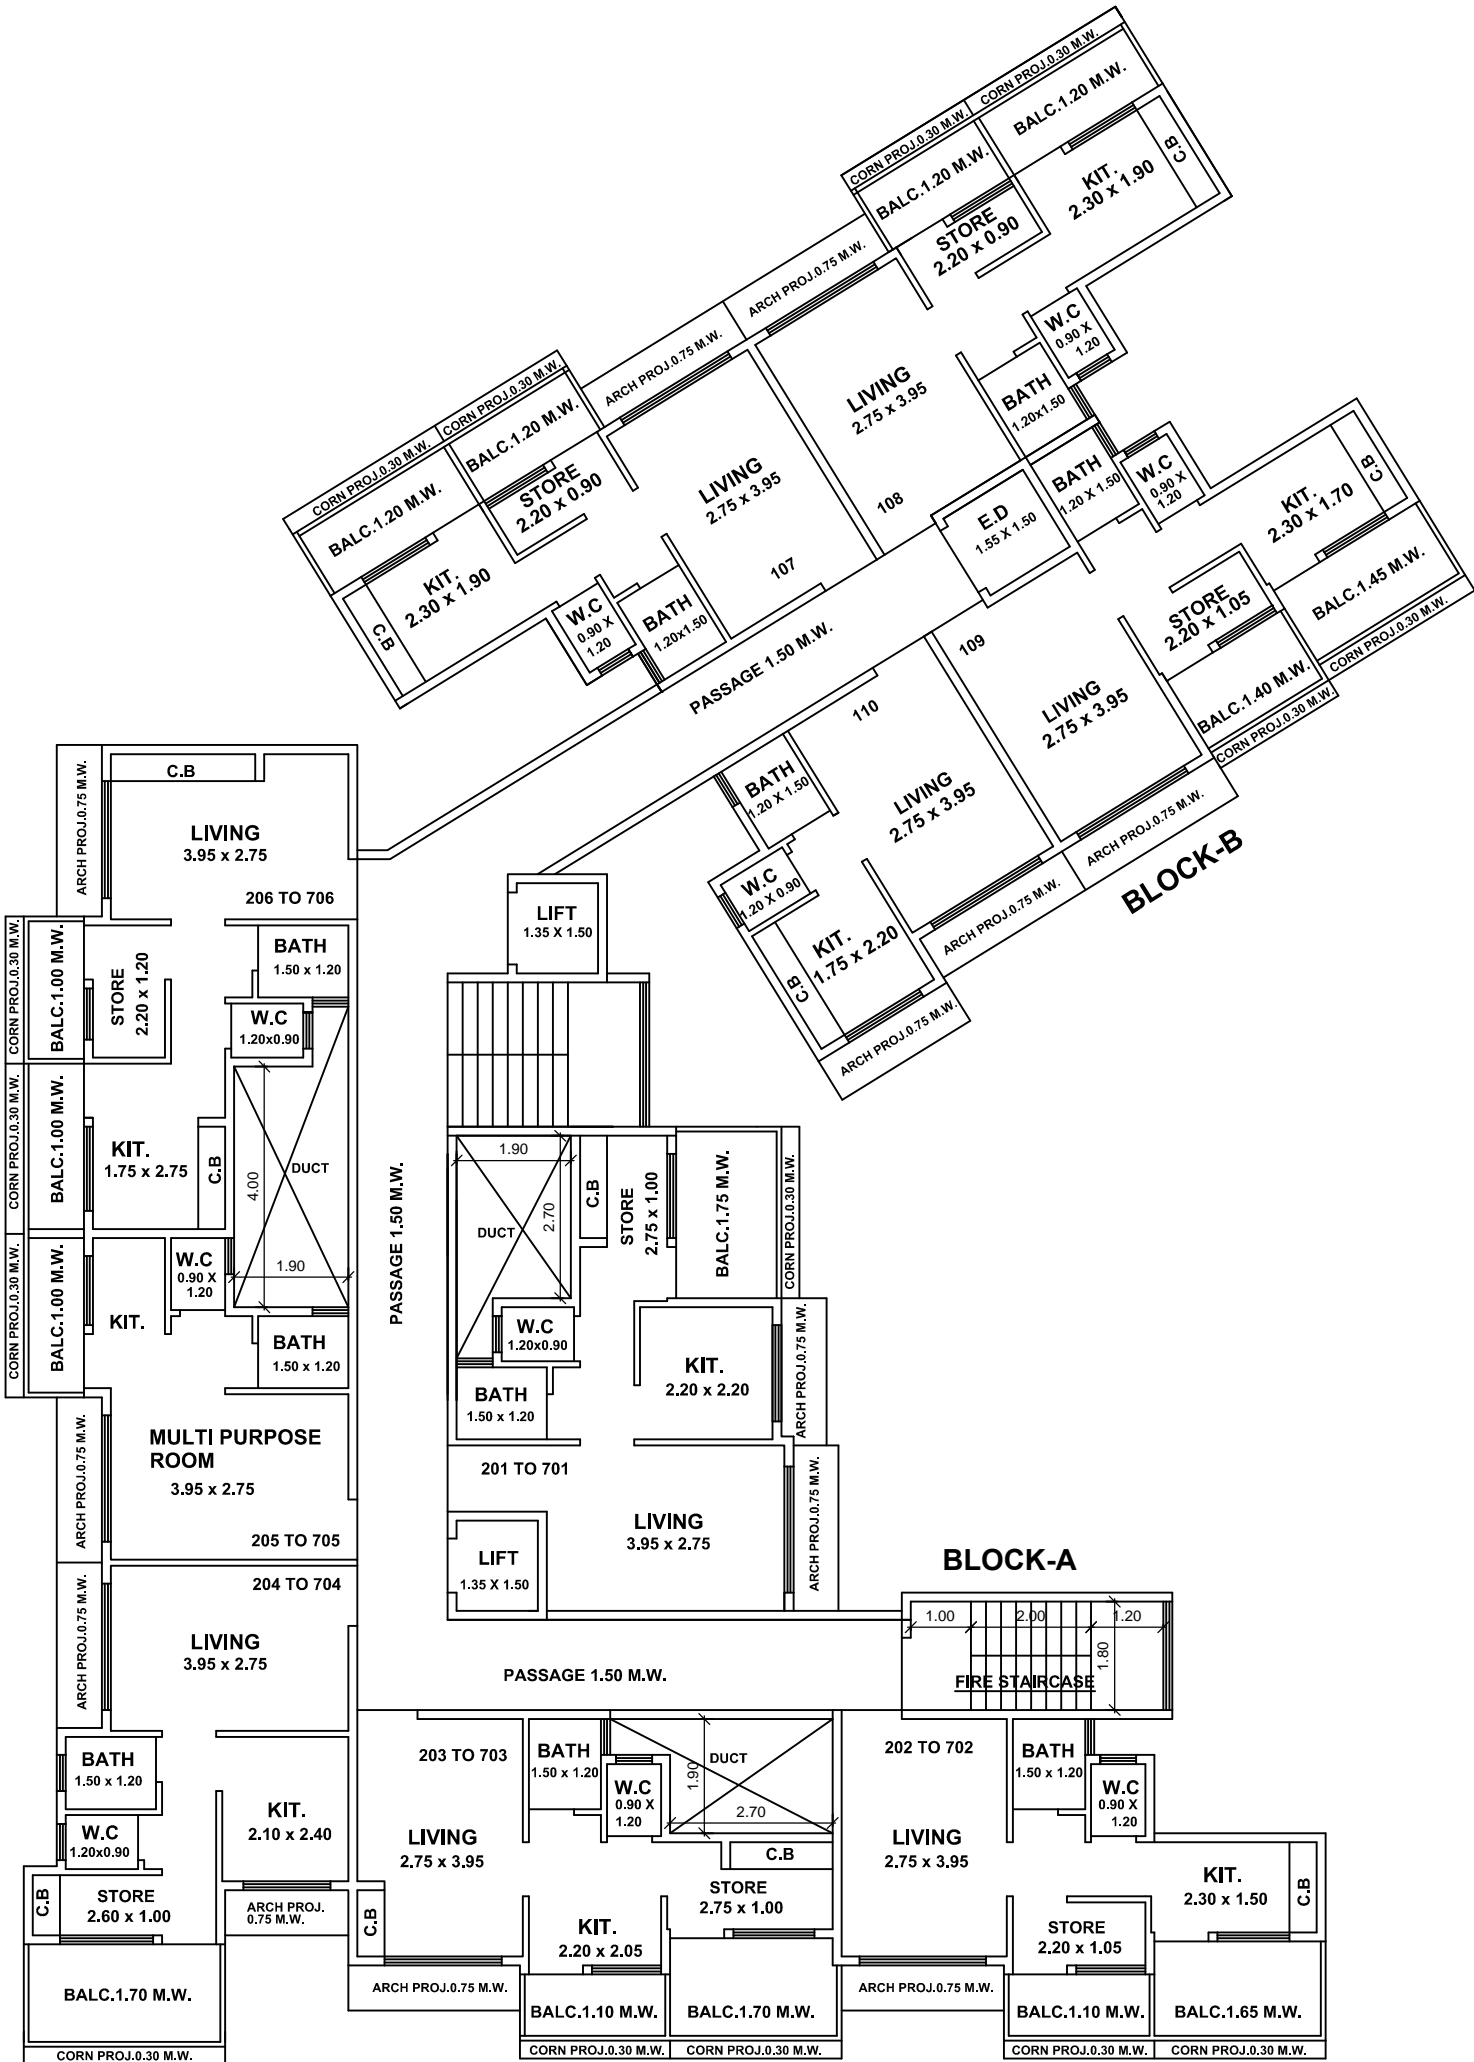 CORN PROJ.0.30 M.W.
CORN PROJ.0.30 M.W.
BALC.1.20 M.W.
BALC.1.20 M.W.
C.B
KIT.
2.30 x 1.90
STORE
2.20 x 0.90
ARCH PROJ.0.75 M.W.
ARCH PROJ.0.75 M.W.
W.C
0.90 X
1.20
BATH
1.20x1.50
LIVING
2.75 x 3.95
108
CORN PROJ.0.30 M.W.
CORN PROJ.0.30 M.W.
BALC.1.20 M.W.
BALC.1.20 M.W.
STORE
2.20 x 0.90
KIT.
2.30 x 1.90
C.B
LIVING
2.75 x 3.95
107
W.C
0.90 X
1.20
BATH
1.20x1.50
E.D
1.55 X 1.50
BATH
1.20 X 1.50
W.C
0.90 X
1.20
KIT.
2.30 x 1.70
C.B
BALC.1.45 M.W.
CORN PROJ.0.30 M.W.
STORE
2.20 x 1.05
BALC.1.40 M.W.
CORN PROJ.0.30 M.W.
109
LIVING
2.75 x 3.95
ARCH PROJ.0.75 M.W.
PASSAGE 1.50 M.W.
110
LIVING
2.75 x 3.95
ARCH PROJ.0.75 M.W.
BATH
1.20 X 1.50
W.C
1.20 X 0.90
KIT.
1.75 x 2.20
C.B
ARCH PROJ.0.75 M.W.
BLOCK-B
C.B
ARCH PROJ.0.75 M.W.
LIVING
3.95 x 2.75
206 TO 706
BATH
1.50 x 1.20
CORN PROJ.0.30 M.W.
BALC.1.00 M.W.
STORE
2.20 x 1.20
W.C
1.20x0.90
CORN PROJ.0.30 M.W.
BALC.1.00 M.W.
KIT.
1.75 x 2.75
C.B
4.00
DUCT
1.90
CORN PROJ.0.30 M.W.
BALC.1.00 M.W.
W.C
0.90 X
1.20
KIT.
BATH
1.50 x 1.20
ARCH PROJ.0.75 M.W.
MULTI PURPOSE
ROOM
3.95 x 2.75
205 TO 705
LIFT
1.35 X 1.50
PASSAGE 1.50 M.W.
1.90
2.70
DUCT
C.B
STORE
2.75 x 1.00
BALC.1.75 M.W.
CORN PROJ.0.30 M.W.
W.C
1.20x0.90
KIT.
2.20 x 2.20
ARCH PROJ.0.75 M.W.
BATH
1.50 x 1.20
201 TO 701
LIVING
3.95 x 2.75
ARCH PROJ.0.75 M.W.
LIFT
1.35 X 1.50
BLOCK-A
1.00
2.00
1.20
1.80
FIRE STAIRCASE
PASSAGE 1.50 M.W.
204 TO 704
ARCH PROJ.0.75 M.W.
LIVING
3.95 x 2.75
BATH
1.50 x 1.20
W.C
1.20x0.90
KIT.
2.10 x 2.40
C.B
STORE
2.60 x 1.00
ARCH PROJ.
0.75 M.W.
BALC.1.70 M.W.
CORN PROJ.0.30 M.W.
203 TO 703
BATH
1.50 x 1.20
W.C
0.90 X
1.20
1.90
DUCT
2.70
LIVING
2.75 x 3.95
C.B
C.B
STORE
2.75 x 1.00
KIT.
2.20 x 2.05
ARCH PROJ.0.75 M.W.
BALC.1.10 M.W.
BALC.1.70 M.W.
CORN PROJ.0.30 M.W.
CORN PROJ.0.30 M.W.
202 TO 702
BATH
1.50 x 1.20
W.C
0.90 X
1.20
LIVING
2.75 x 3.95
KIT.
2.30 x 1.50
C.B
STORE
2.20 x 1.05
ARCH PROJ.0.75 M.W.
BALC.1.10 M.W.
BALC.1.65 M.W.
CORN PROJ.0.30 M.W.
CORN PROJ.0.30 M.W.